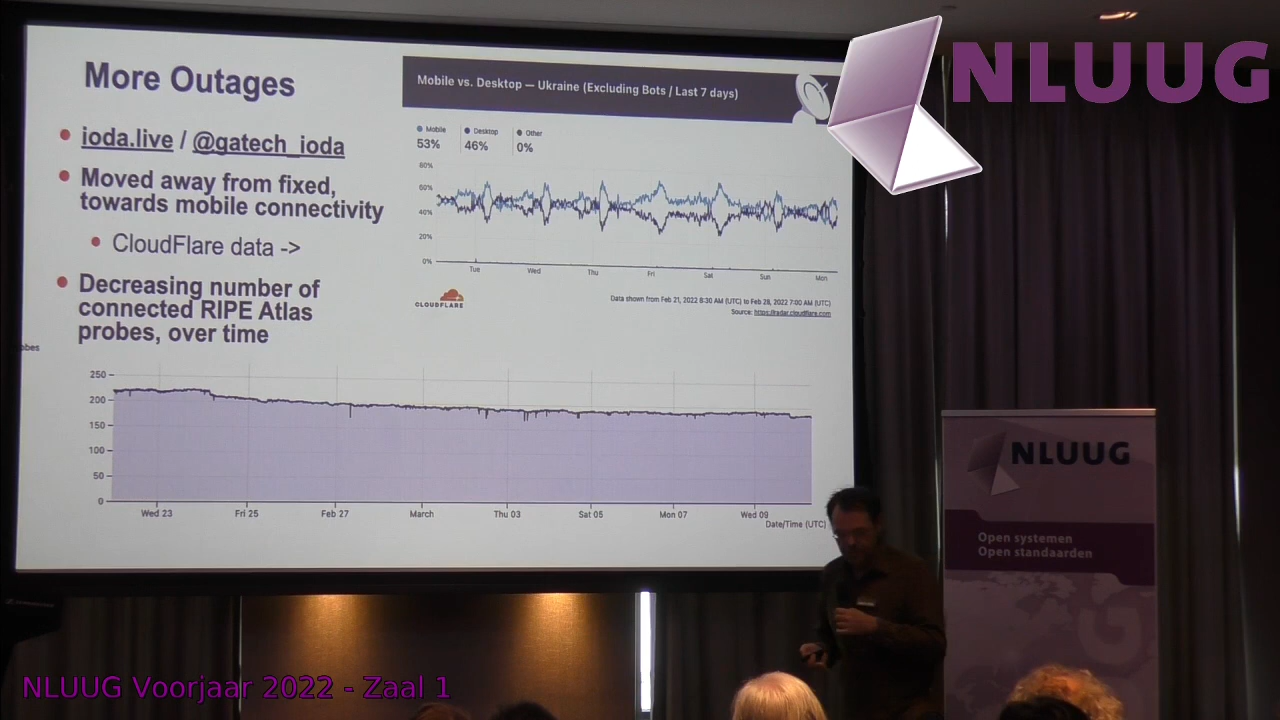 More Outages
ioda.live / @gatech_ioda
Moved away from fixed,
towards mobile connectivity
CloudFlare data ->
Decreasing number of
connected RIPE Atlas
probes, over time
Mobile vs. Desktop — Ukraine (Excluding Bots / Last 7 days)
Mobile Desktop Other
53% 46% 0%
80%
60%
40%
20%
0%
Tue Wed Thu Fri Sat Sun Mon
CLOUDFLARE
Data shown from Feb 21, 2022 8:30 AM (UTC) to Feb 28, 2022 7:00 AM (UTC)
Source: https://radar.cloudflare.com
obes
250
200
150
100
50
0
Wed 23 Fri 25 Feb 27 March Thu 03 Sat 05 Mon 07 Wed 09
Date/Time (UTC)
NLUUG
NLUUG
Open systemen
Open standaarden
G
NLUUG Voorjaar 2022 - Zaal 1